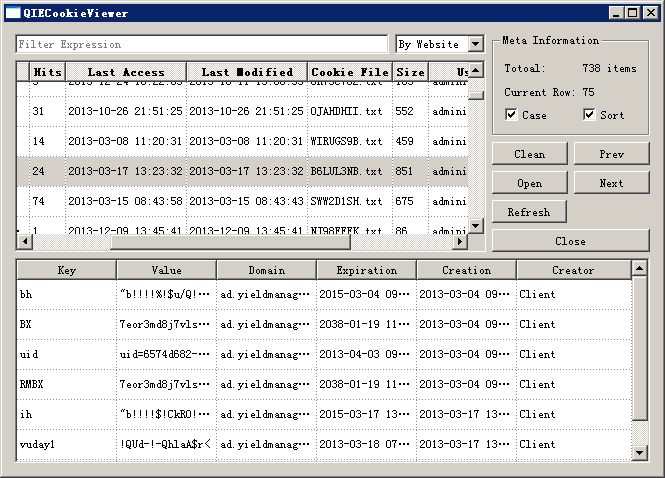 QIECookieViewer
Filter Expression
By Website
Hits Last Access Last Modified Cookie File Size Us
31 2013-10-26 21:51:25 2013-10-26 21:51:25 OJAHDMII.txt 552 admini
14 2013-03-08 11:20:31 2013-03-08 11:20:31 WIRUGS9B.txt 459 admini
24 2013-03-17 13:23:32 2013-03-17 13:23:32 B6LUL3NB.txt 851 admini
74 2013-03-15 08:43:58 2013-03-15 08:43:43 SWW2D1SH.txt 675 admini
1 2013-12-09 13:45:41 2013-12-09 13:45:41 86 admini
Meta Information
Totoal: 738 items
Current Row: 75
Case Sort
Clean Prev
Open Next
Refresh
Close
Key Value Domain Expiration Creation Creator
bh ~b!!!!%!$u/Q!··· ad.yieldmanag··· 2015-03-04 09··· 2013-03-04 09··· Client
BX 7eor3md8j7vls··· ad.yieldmanag··· 2038-01-19 11··· 2013-03-04 09··· Client
uid uid=6574d682-··· ad.yieldmanag··· 2013-04-03 09··· 2013-03-04 09··· Client
RMBX 7eor3md8j7vls··· ad.yieldmanag··· 2038-01-19 11··· 2013-03-04 09··· Client
ih ~b!!!!$!CkRO!··· ad.yieldmanag··· 2015-03-17 13··· 2013-03-17 13··· Client
vuday1 !QUd-!-QhlaA$r< ad.yieldmanag··· 2013-03-18 07··· 2013-03-17 13··· Client